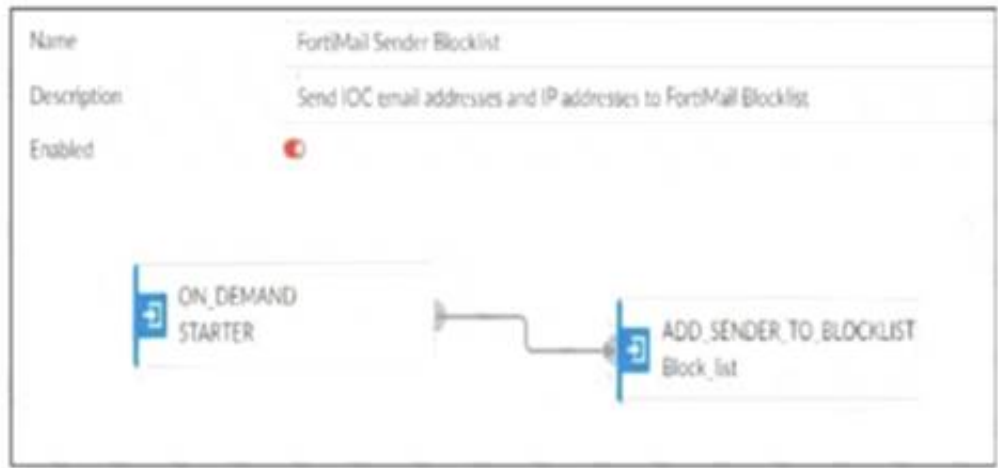 Name
FortiMail Sender Blocklist
Description
Send IOC email addresses and IP addresses to FortiMail Blocklist
Enabled
ON_DEMAND
STARTER
ADD_SENDER_TO_BLOCKLIST
Block_list